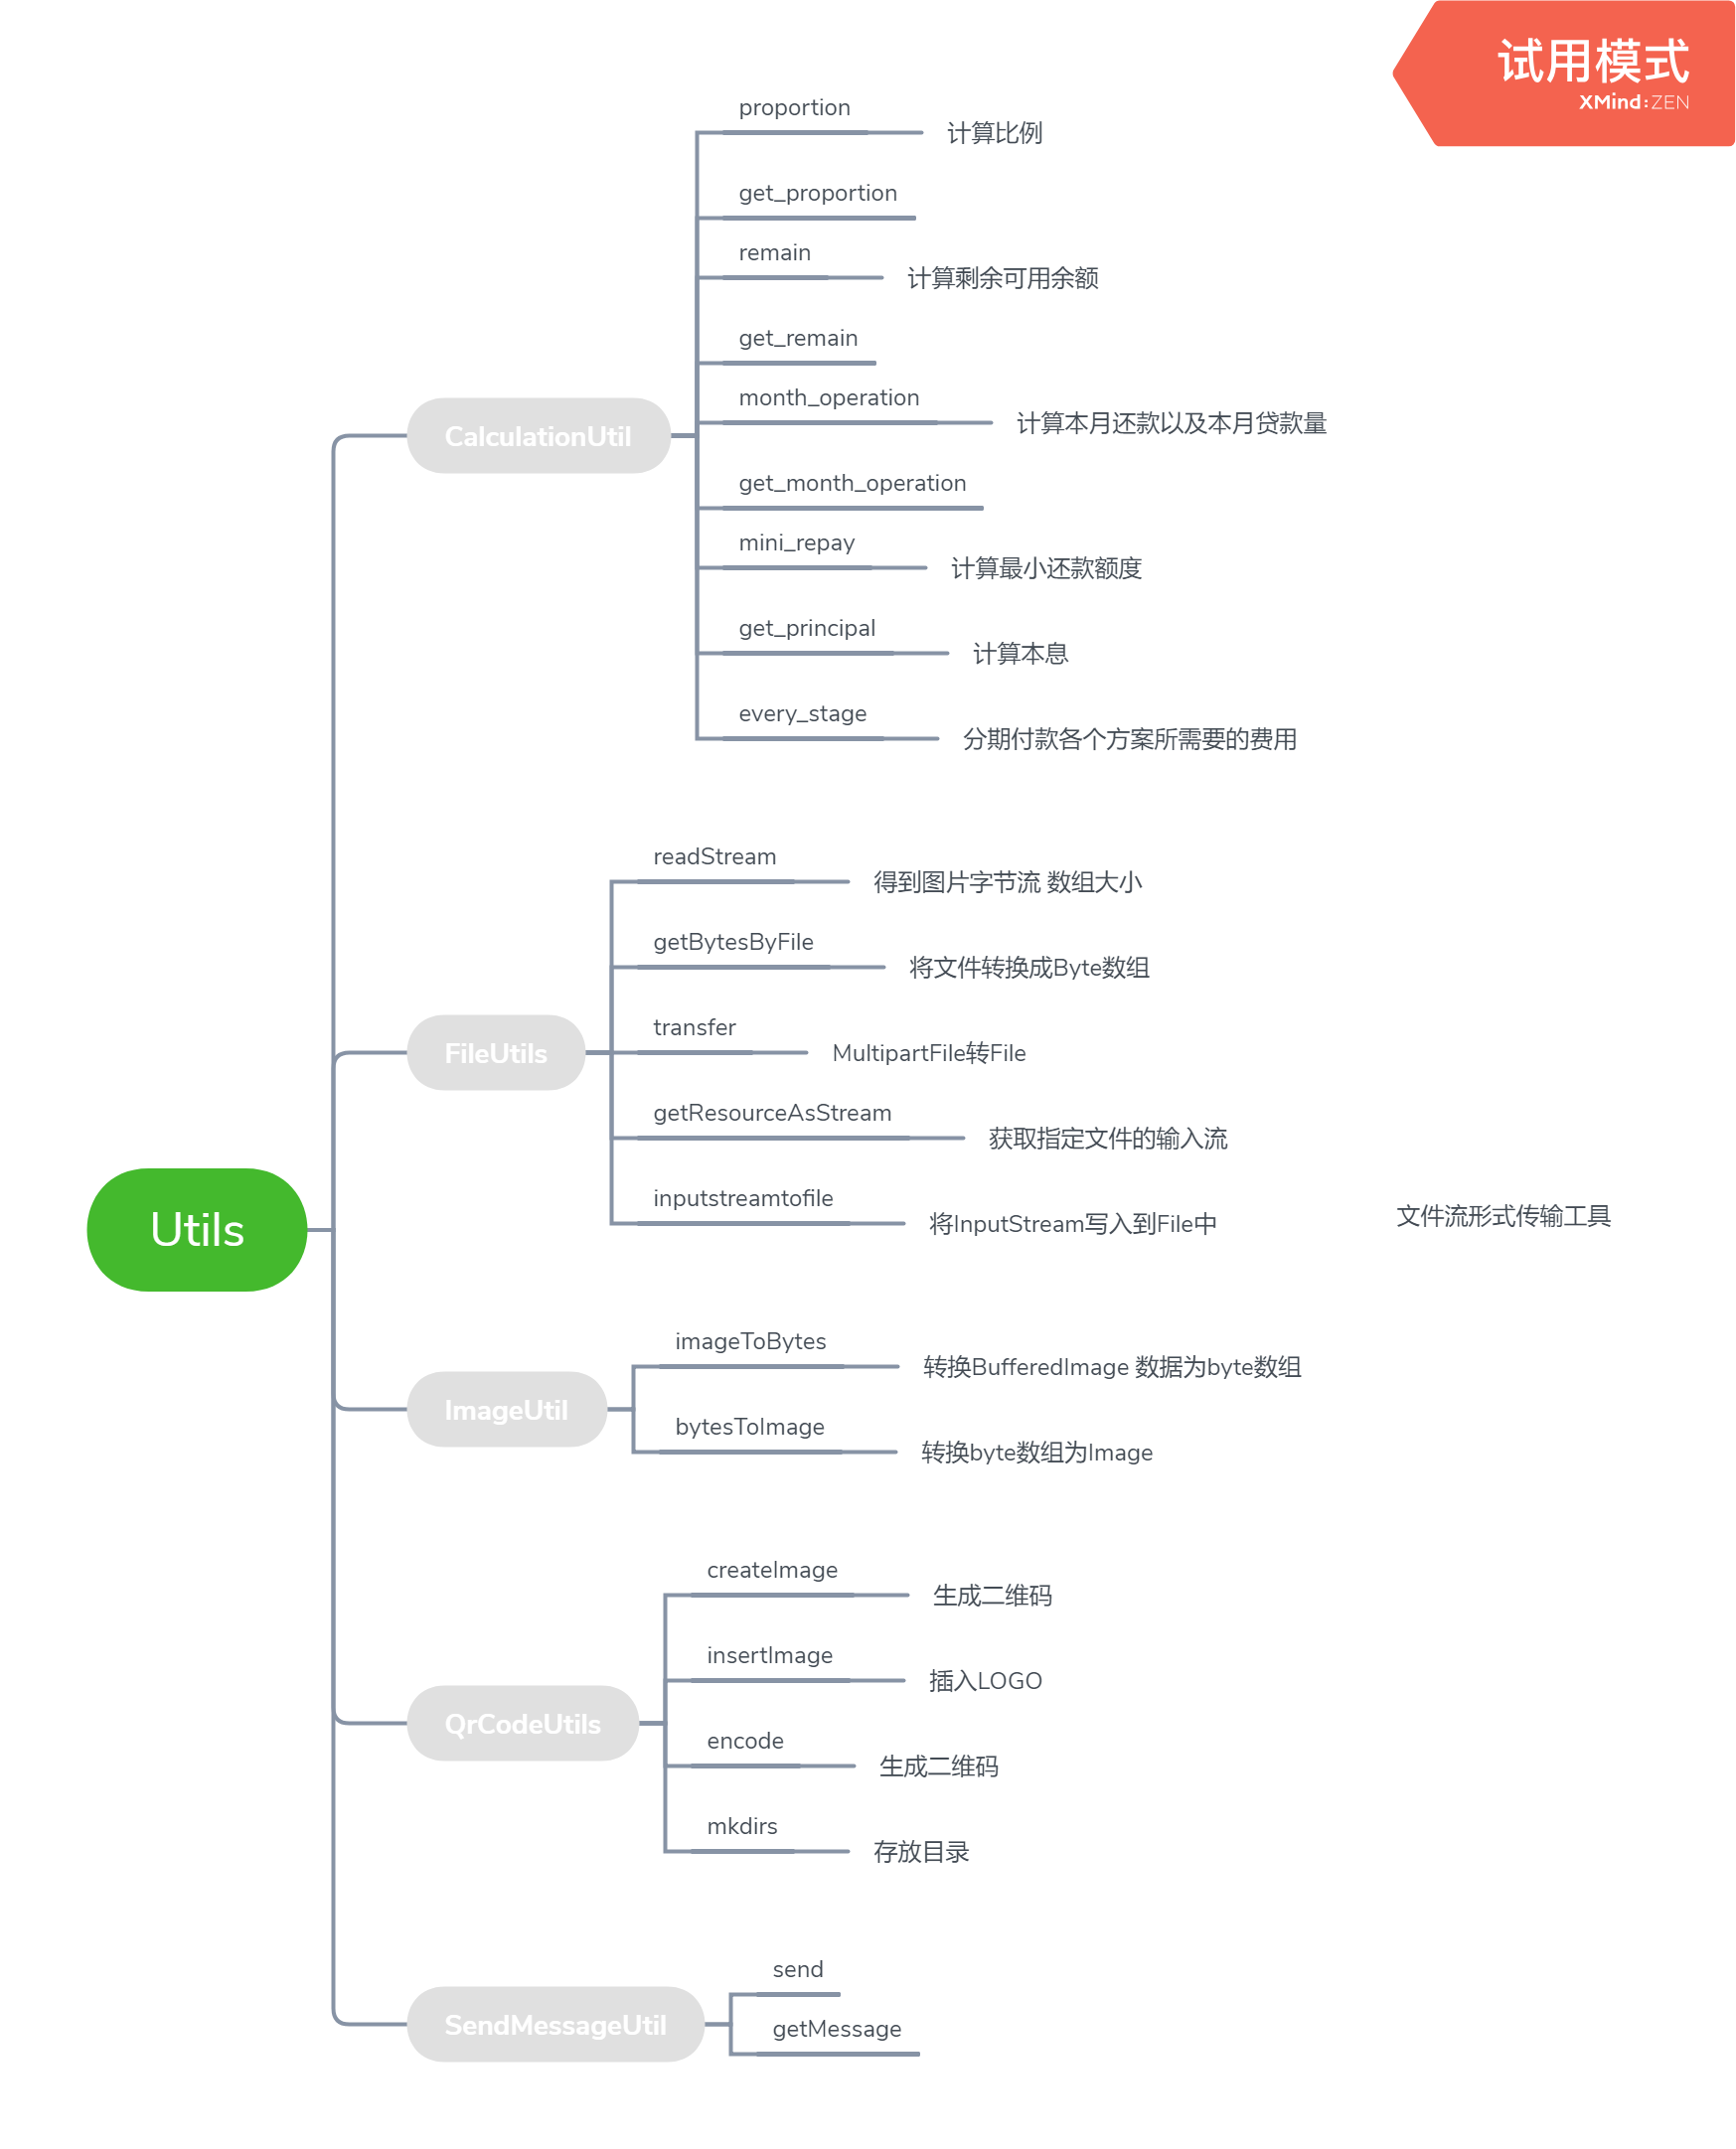 试用模式
XMind:ZEN
proportion
计算比例
get_proportion
remain
计算剩余可用余额
get_remain
month_operation
计算本月还款以及本月贷款量
CalculationUtil
get_month_operation
mini_repay
计算最小还款额度
get_principal
计算本息
every_stage
分期付款各个方案所需要的费用
readStream
得到图片字节流 数组大小
getBytesByFile
将文件转换成Byte数组
transfer
FileUtils
MultipartFile转File
getResourceAsStream
获取指定文件的输入流
inputstreamtofile
将InputStream写入到File中
文件流形式传输工具
Utils
imageToBytes
转换BufferedImage 数据为byte数组
ImageUtil
bytesToImage
转换byte数组为Image
createImage
生成二维码
insertImage
插入LOGO
QrCodeUtils
encode
生成二维码
mkdirs
存放目录
send
SendMessageUtil
getMessage